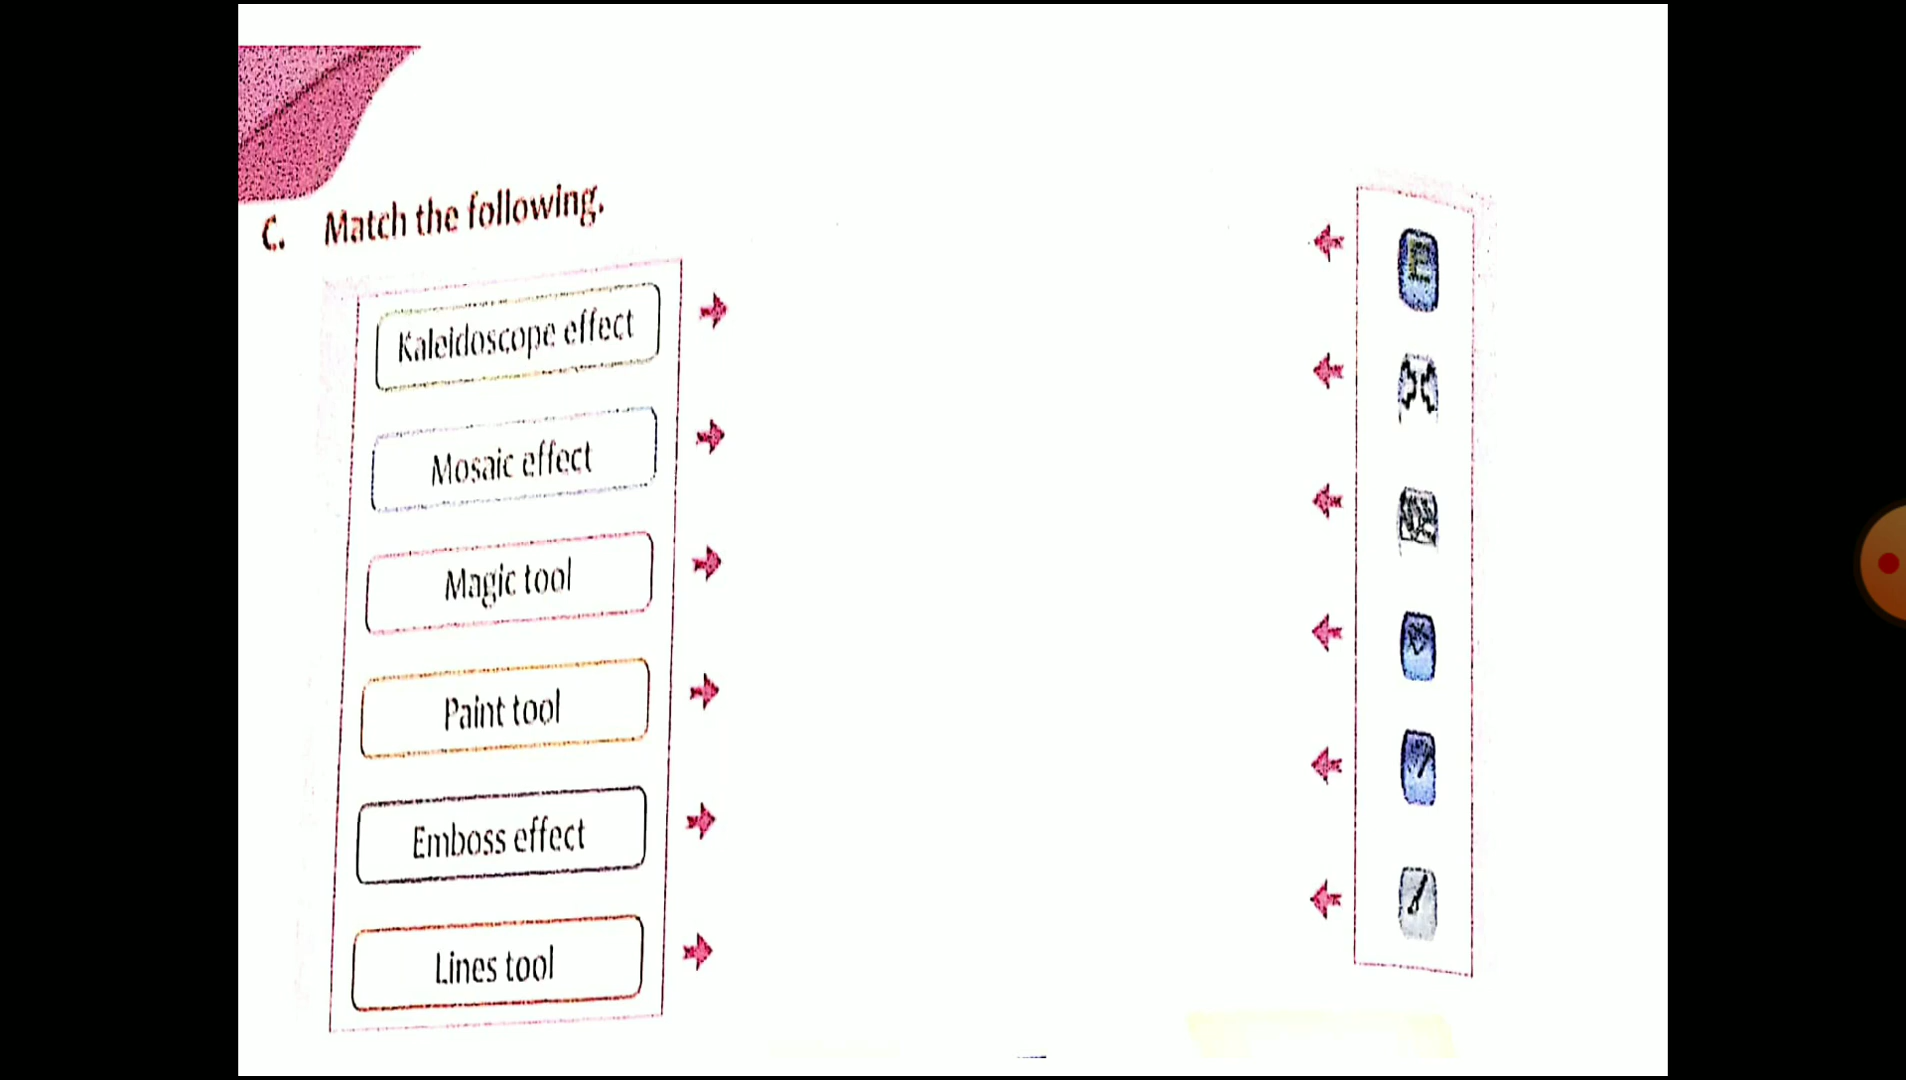 C. Match the following.
Kaleidoscope effect
Mosaic effect
Magic tool
Paint tool
Emboss effect
Lines tool